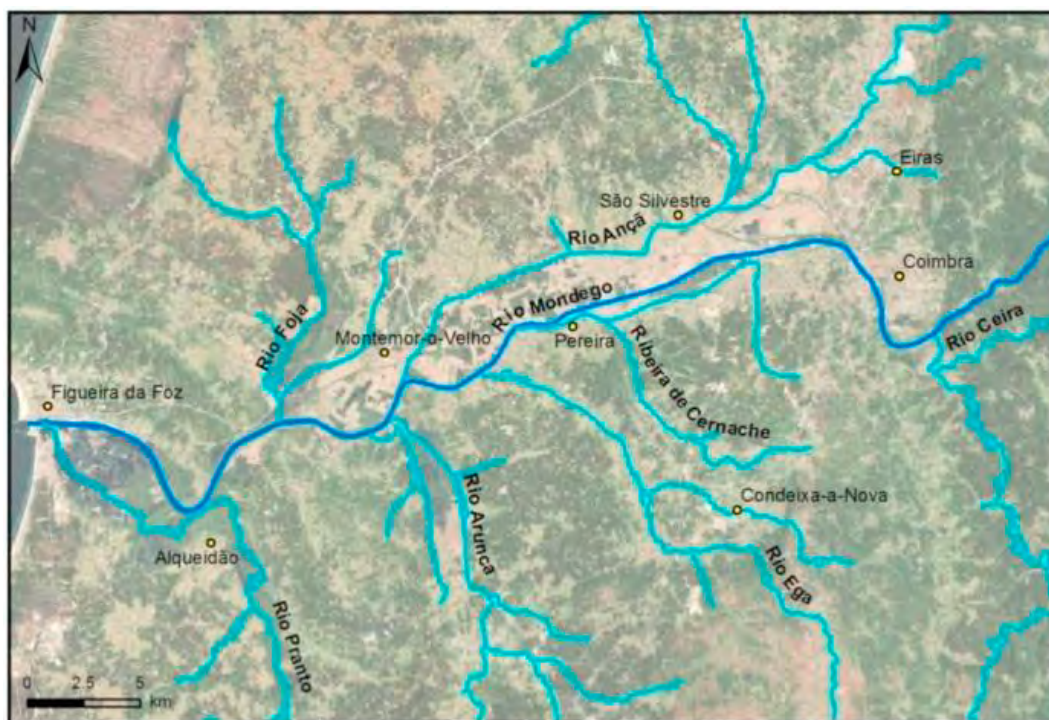 N
Eiras
São Silvestre
Rio Ançã
Coimbra
Rio Mondego
Rio Foja
Rio Ceira
Montemor-o-Velho
Pereira
Ribeira de Cernache
Figueira da Foz
Condeixa-a-Nova
Rio Arunca
Alqueidão
Rio Ega
Rio Pranto
0 2.5 5
km